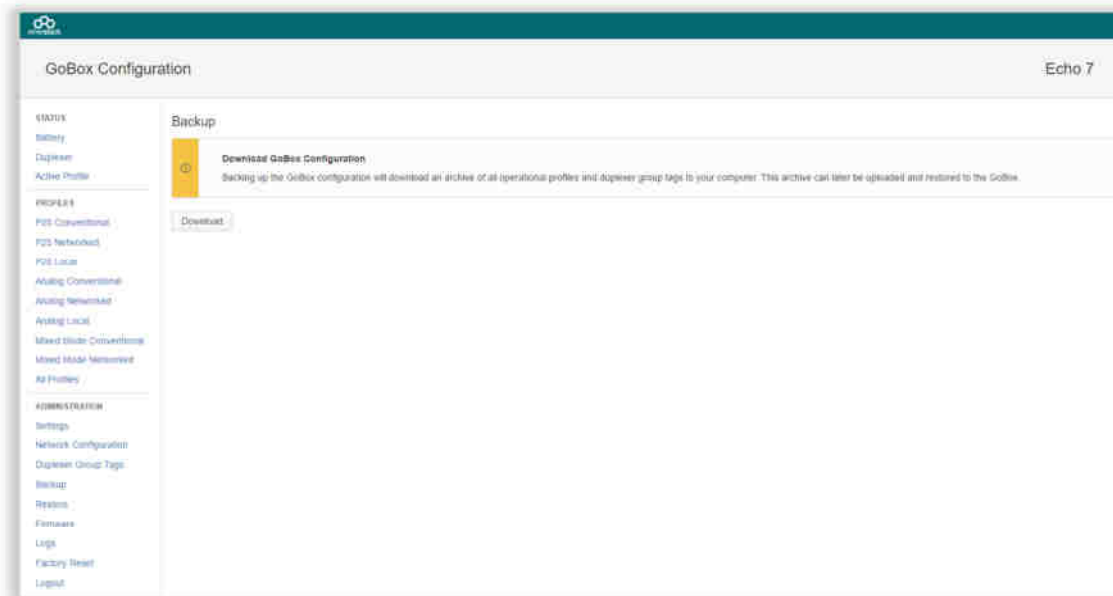 GoBox Configuration
Echo 7
STATUS
Battery
Duplexer
Active Profile
PROFILES
P25 Conventional
P25 Networked
P25 Local
Analog Conventional
Analog Networked
Analog Local
Mixed Mode Conventional
Mixed Mode Networked
All Profiles
ADMINISTRATION
Settings
Network Configuration
Duplexer Group Tags
Backup
Restore
Firmware
Logs
Factory Reset
Logout
Backup
Download GoBox Configuration
Backing up the GoBox configuration will download an archive of all operational profiles and duplexer group tags to your computer. This archive can later be uploaded and restored to the GoBox.
Download